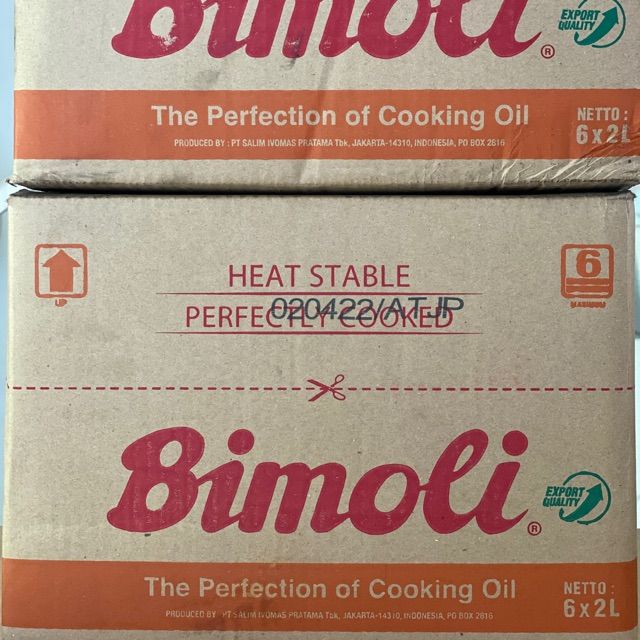 Bimoli ®
EXPORT
QUALITY
The Perfection of Cooking Oil
NETTO :
6 x 2L
PRODUCED BY : PT SALIM IVOMAS PRATAMA Tbk, JAKARTA-14310, INDONESIA, PO BOX 2816
UP
HEAT STABLE
6
PERFECTLY COOKED
020422/ATJP
Bimoli ®
EXPORT
QUALITY
The Perfection of Cooking Oil
NETTO :
6 x 2L
PRODUCED BY : PT SALIM IVOMAS PRATAMA Tbk, JAKARTA-14310, INDONESIA, PO BOX 2816